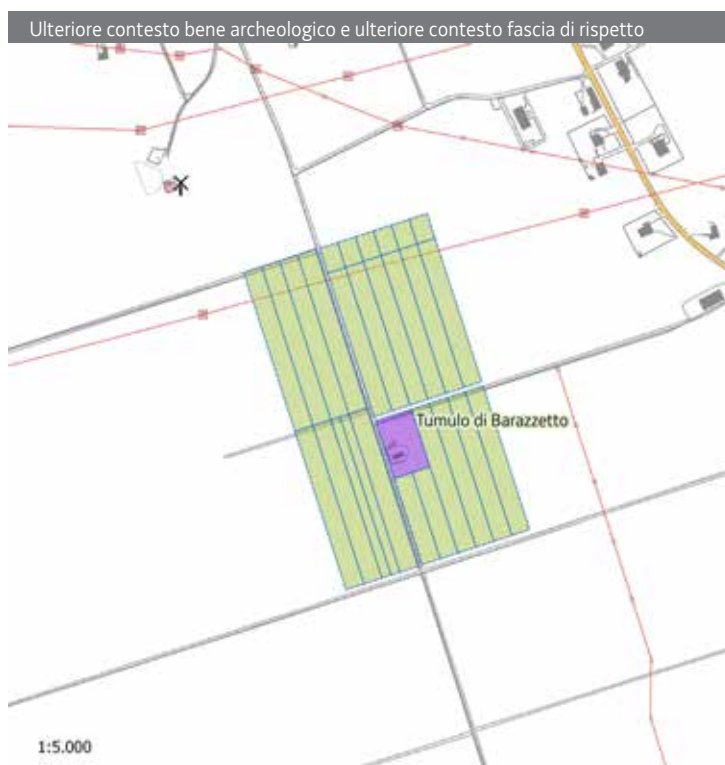 Ulteriore contesto bene archeologico e ulteriore contesto fascia di rispetto
Tumulo di Barazzetto
1:5.000